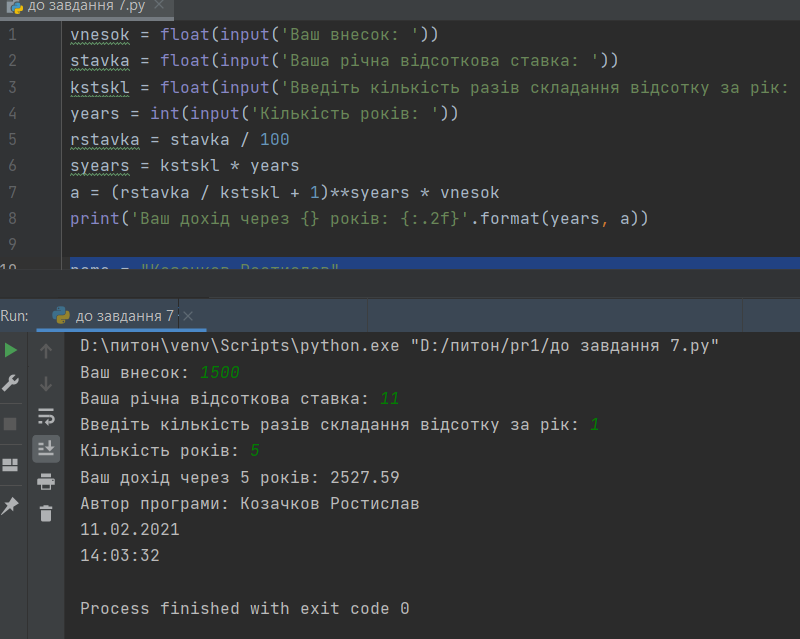 до завдання 7.py
1 vnesok = float(input('Ваш внесок: '))
2 stavka = float(input('Ваша річна відсоткова ставка: '))
3 kstskl = float(input('Введіть кількість разів складання відсотку за рік:
4 years = int(input('Кількість років: '))
5 rstavka = stavka / 100
6 syears = kstskl * years
7 a = (rstavka / kstskl + 1)**syears * vnesok
8 print('Ваш дохід через {} років: {:.2f}'.format(years, a))
9
10 name = "Козачков Ростислав"
Run: до завдання 7
D:\питон\venv\Scripts\python.exe "D:/питон/pr1/до завдання 7.py"
Ваш внесок: 1500
Ваша річна відсоткова ставка: 11
Введіть кількість разів складання відсотку за рік: 1
Кількість років: 5
Ваш дохід через 5 років: 2527.59
Автор програми: Козачков Ростислав
11.02.2021
14:03:32
Process finished with exit code 0